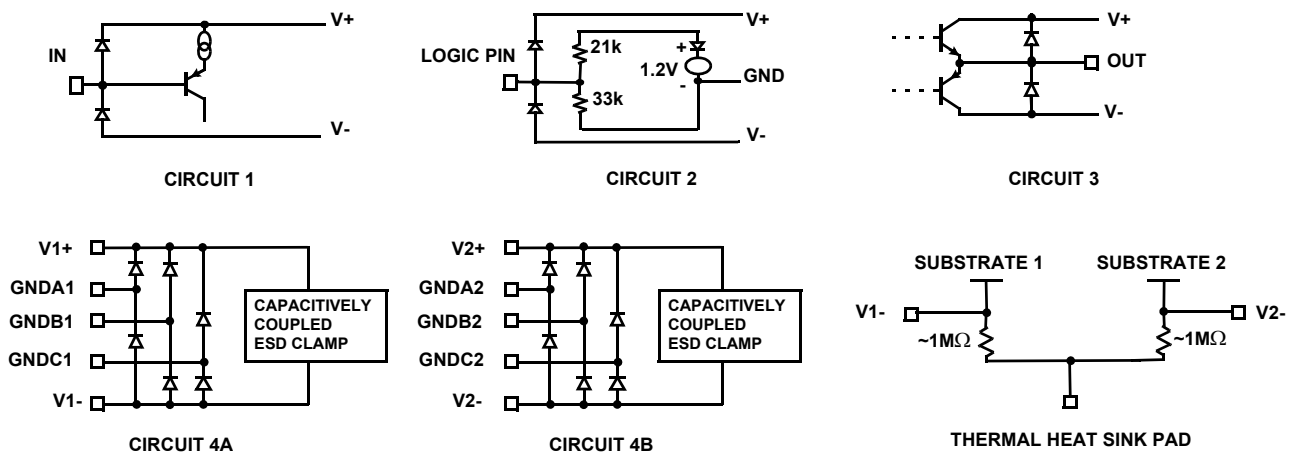 V+
IN
V-
CIRCUIT 1
V+
LOGIC PIN
21k
+
1.2V
GND
-
33k
V-
CIRCUIT 2
V+
OUT
V-
CIRCUIT 3
V1+
GNDA1
GNDB1
GNDC1
V1-
CAPACITIVELY
COUPLED
ESD CLAMP
CIRCUIT 4A
V2+
GNDA2
GNDB2
GNDC2
V2-
CAPACITIVELY
COUPLED
ESD CLAMP
CIRCUIT 4B
SUBSTRATE 1
SUBSTRATE 2
V1-
V2-
~1MΩ
~1MΩ
THERMAL HEAT SINK PAD